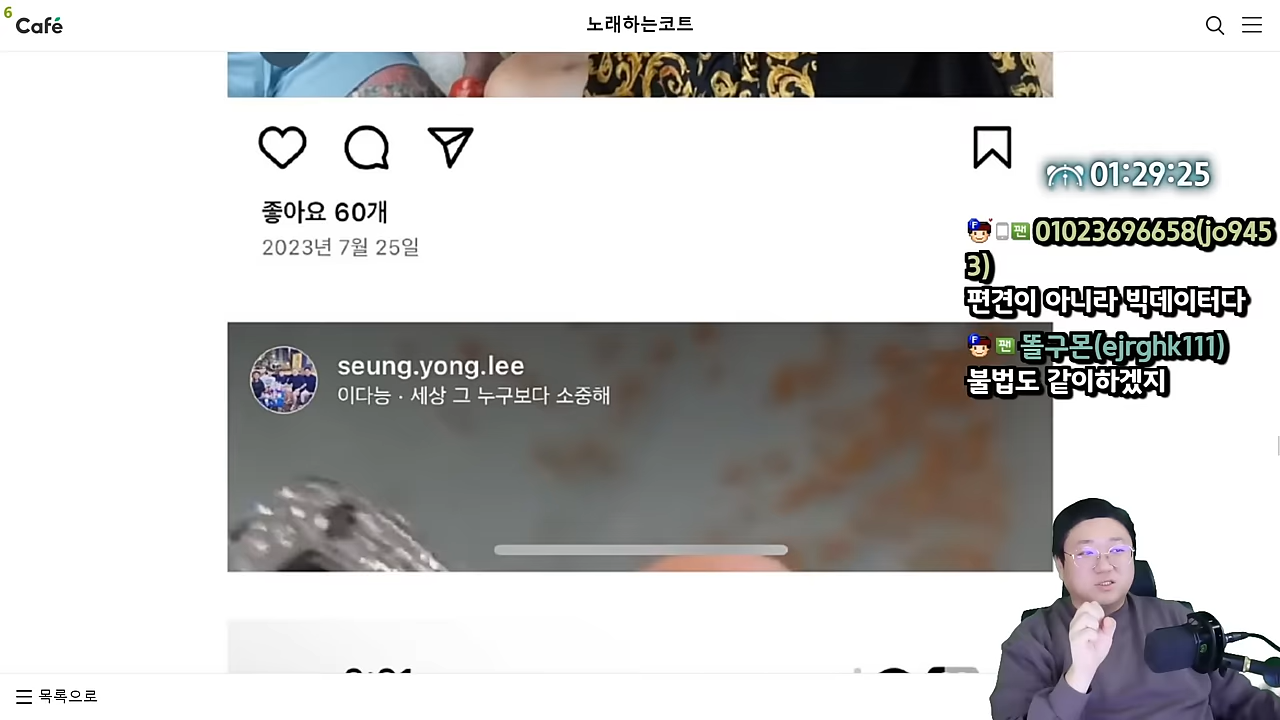 6
Café
노래하는코트
좋아요 60개
2023년 7월 25일
01:29:25
팬 01023696658(jo945
3)
편견이 아니라 빅데이터다
팬 똘구몬(ejrghk111)
불법도 같이하겠지
seung.yong.lee
이다능 · 세상 그 누구보다 소중해
목록으로